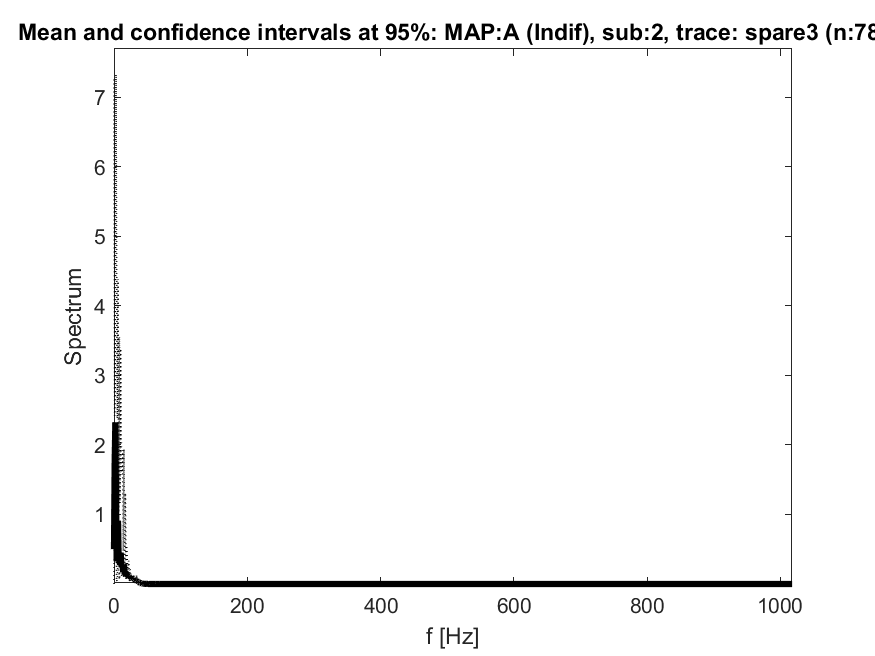 Mean and confidence intervals at 95%: MAP:A (Indif), sub:2, trace: spare3 (n:78
7
6
5
4
3
2
1
Spectrum
0 200 400 600 800 1000
f [Hz]